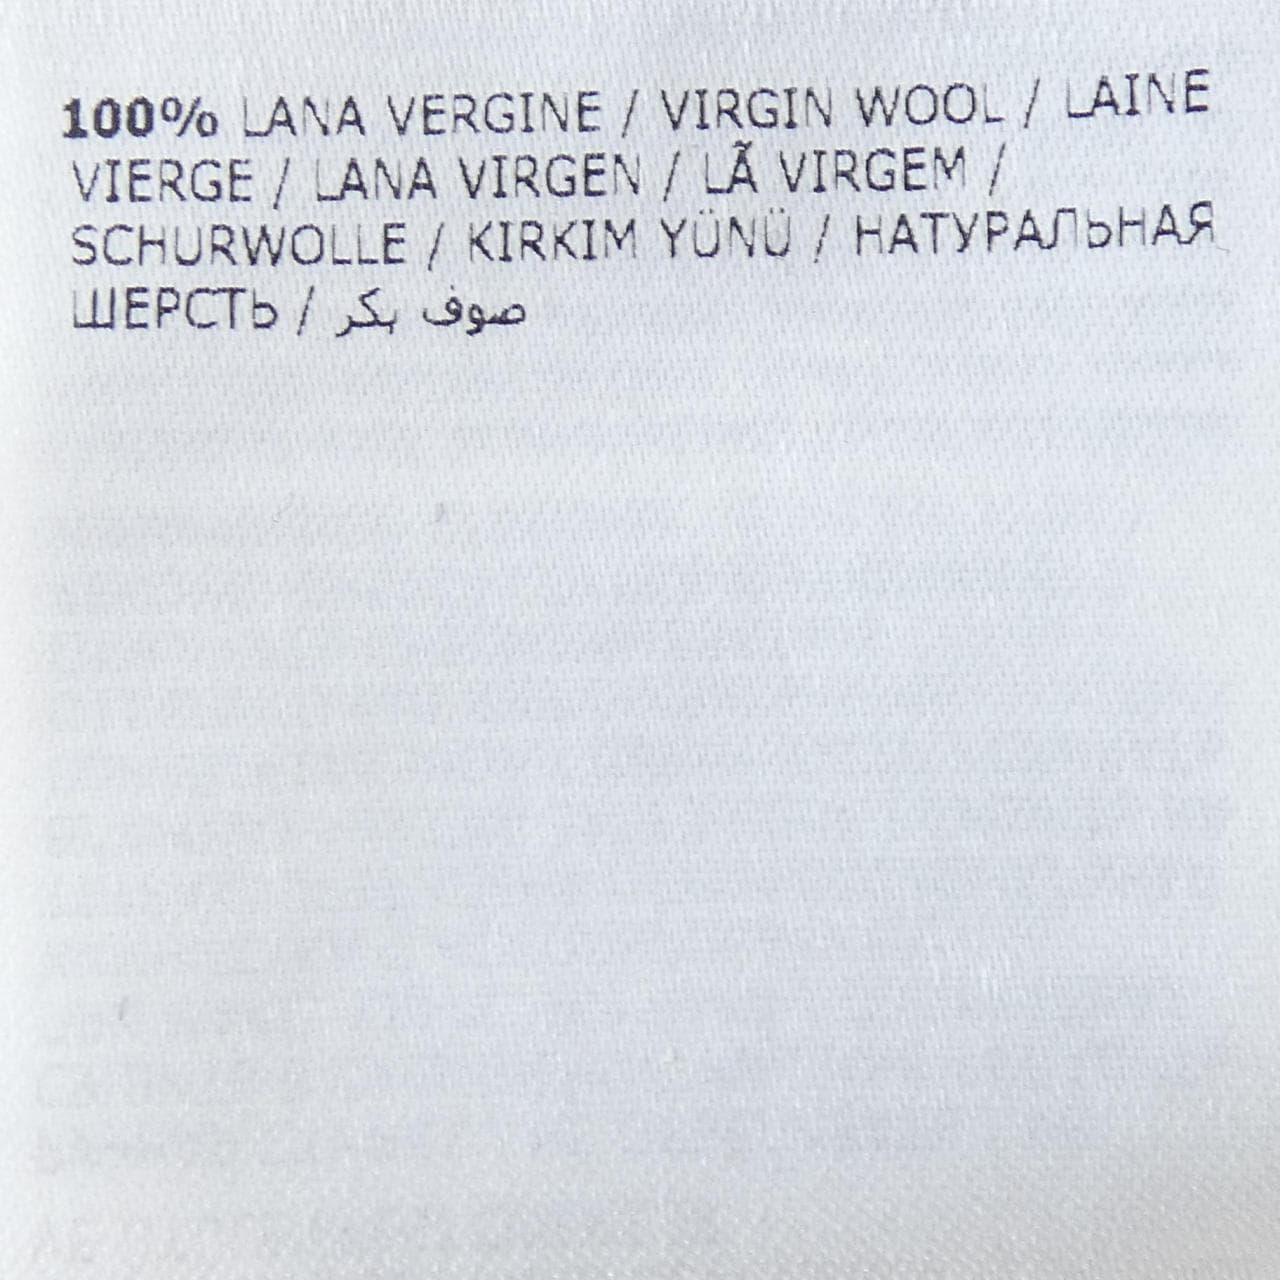 100% LANA VERGINE / VIRGIN WOOL / LAINE
VIERGE / LANA VIRGEN / LÃ VIRGEM /
SCHURWOLLE / KIRKIM YÜNÜ / НАТУРАЛЬНАЯ
ШЕРСТЬ / صوف بكر